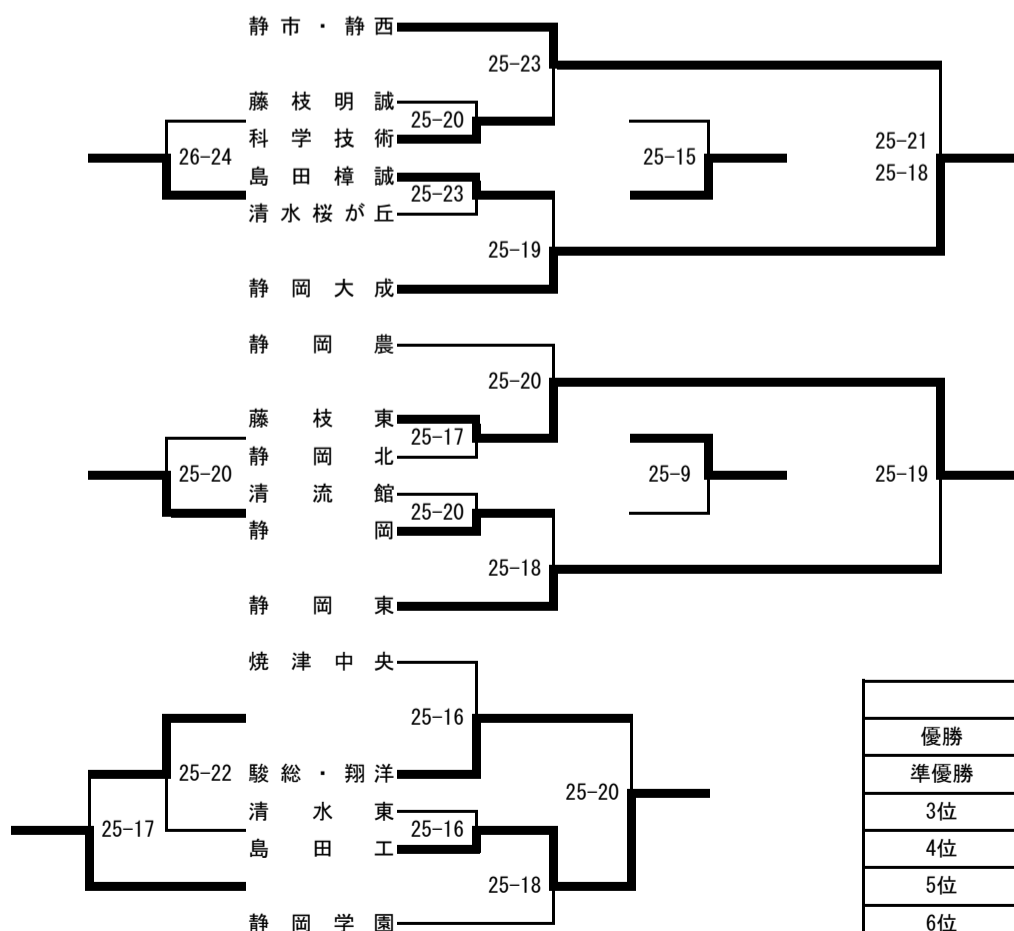 静市・静西
25-23
藤枝明誠
25-20
科学技術
26-24
25-15
25-21
25-18
島田樟誠
25-23
清水桜が丘
25-19
静岡大成
静岡農
25-20
藤枝東
25-17
静岡北
25-20
25-9
25-19
清流館
25-20
静岡
25-18
静岡東
焼津中央
25-16
優勝
25-22
駿総・翔洋
準優勝
25-20
清水東
3位
25-17
25-16
島田工
4位
25-18
5位
静岡学園
6位